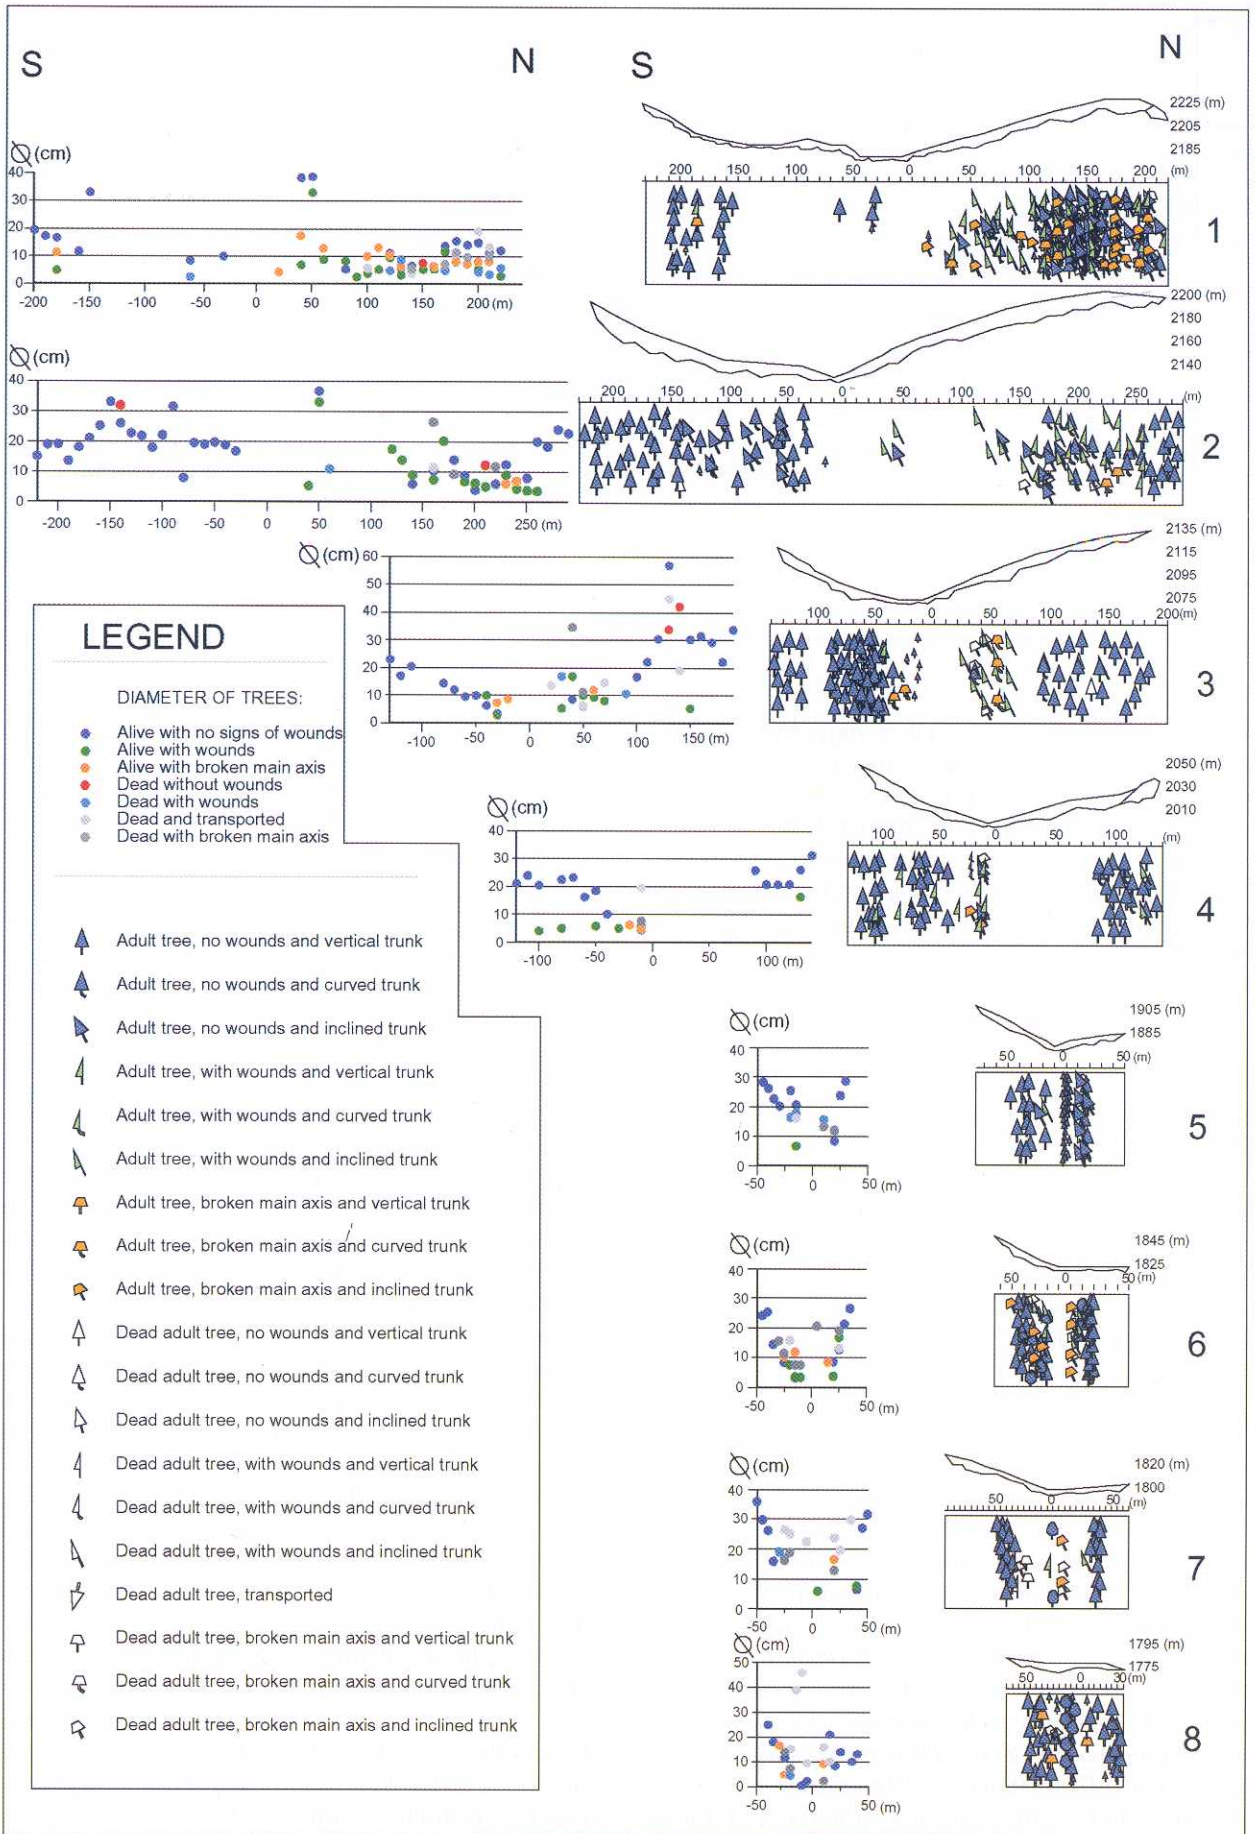 S N S N
2225 (m)
2205
2185
200 150 100 50 0 50 100 150 200 (m)
1
Ø (cm)
40
30
20
10
0
-200 -150 -100 -50 0 50 100 150 200 (m)
2200 (m)
2180
2160
2140
200 150 100 50 0 50 100 150 200 250 (m)
2
Ø (cm)
40
30
20
10
0
-200 -150 -100 -50 0 50 100 150 200 250 (m)
2135 (m)
2115
2095
2075
100 50 0 50 100 150 200 (m)
3
Ø (cm)
60
50
40
30
20
10
0
-100 -50 0 50 100 150 (m)
2050 (m)
2030
2010
100 50 0 50 100 (m)
4
Ø (cm)
40
30
20
10
0
-100 -50 0 50 100 (m)
1905 (m)
1885
50 0 50 (m)
5
Ø (cm)
40
30
20
10
0
-50 0 50 (m)
1845 (m)
1825
50 0 50 (m)
6
Ø (cm)
40
30
20
10
0
-50 0 50 (m)
1820 (m)
1800
50 0 50 (m)
7
Ø (cm)
40
30
20
10
0
-50 0 50 (m)
1795 (m)
1775
50 0 30 (m)
8
Ø (cm)
50
40
30
20
10
0
-50 0 50 (m)
LEGEND
DIAMETER OF TREES:
Alive with no signs of wounds
Alive with wounds
Alive with broken main axis
Dead without wounds
Dead with wounds
Dead and transported
Dead with broken main axis
Adult tree, no wounds and vertical trunk
Adult tree, no wounds and curved trunk
Adult tree, no wounds and inclined trunk
Adult tree, with wounds and vertical trunk
Adult tree, with wounds and curved trunk
Adult tree, with wounds and inclined trunk
Adult tree, broken main axis and vertical trunk
Adult tree, broken main axis and curved trunk
Adult tree, broken main axis and inclined trunk
Dead adult tree, no wounds and vertical trunk
Dead adult tree, no wounds and curved trunk
Dead adult tree, no wounds and inclined trunk
Dead adult tree, with wounds and vertical trunk
Dead adult tree, with wounds and curved trunk
Dead adult tree, with wounds and inclined trunk
Dead adult tree, transported
Dead adult tree, broken main axis and vertical trunk
Dead adult tree, broken main axis and curved trunk
Dead adult tree, broken main axis and inclined trunk